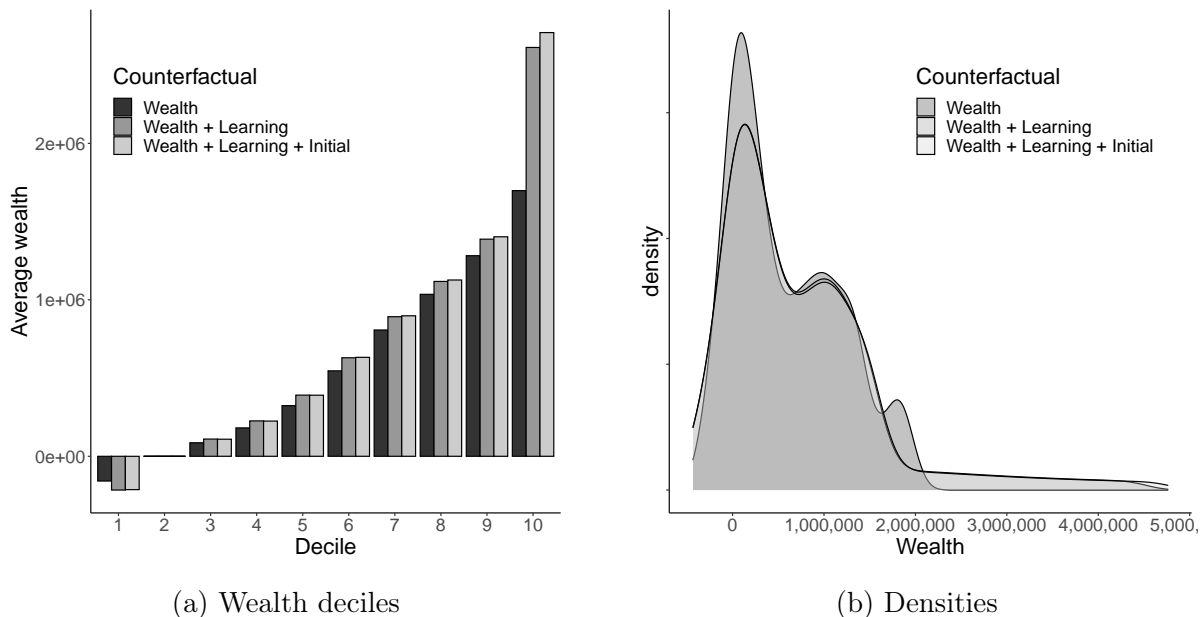 Counterfactual
Wealth
Wealth + Learning
Wealth + Learning + Initial
2e+06
1e+06
0e+00
Average wealth
1 2 3 4 5 6 7 8 9 10
Decile
(a) Wealth deciles
Counterfactual
Wealth
Wealth + Learning
Wealth + Learning + Initial
density
0 1,000,000 2,000,000 3,000,000 4,000,000 5,000,
Wealth
(b) Densities